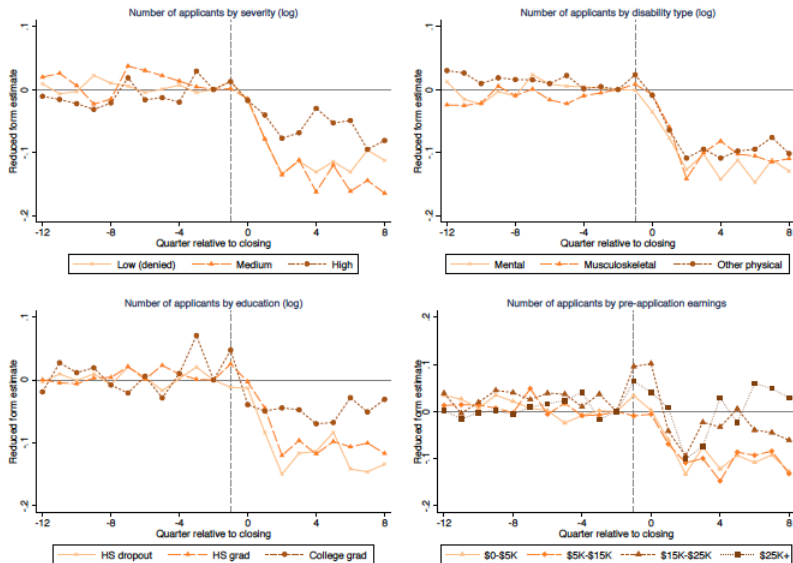 Number of applicants by severity (log)
Reduced form estimate
.1
0
-.1
-.2
-12
-8
-4
0
4
8
Quarter relative to closing
Low (denied)
Medium
High
Number of applicants by disability type (log)
Reduced form estimate
.1
0
-.1
-.2
-12
-8
-4
0
4
8
Quarter relative to closing
Mental
Musculoskeletal
Other physical
Number of applicants by education (log)
Reduced form estimate
.1
0
-.1
-.2
-12
-8
-4
0
4
8
Quarter relative to closing
HS dropout
HS grad
College grad
Number of applicants by pre-application earnings
Reduced form estimate
.2
.1
0
-.1
-.2
-12
-8
-4
0
4
8
Quarter relative to closing
$0-$5K
$5K-$15K
$15K-$25K
$25K+